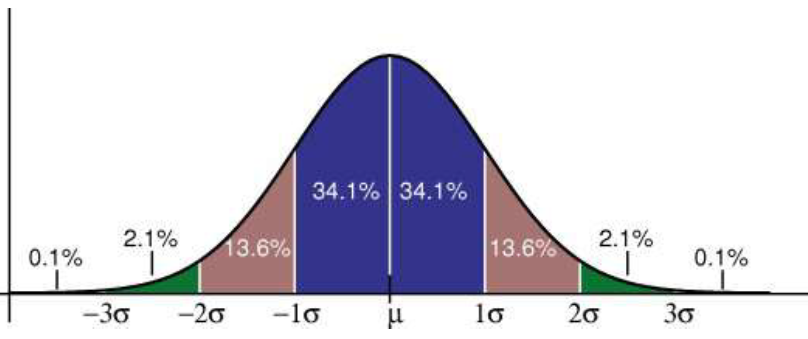 34.1% 34.1%
2.1% 2.1%
0.1% 13.6% 13.6% 0.1%
−3σ −2σ −1σ μ 1σ 2σ 3σ